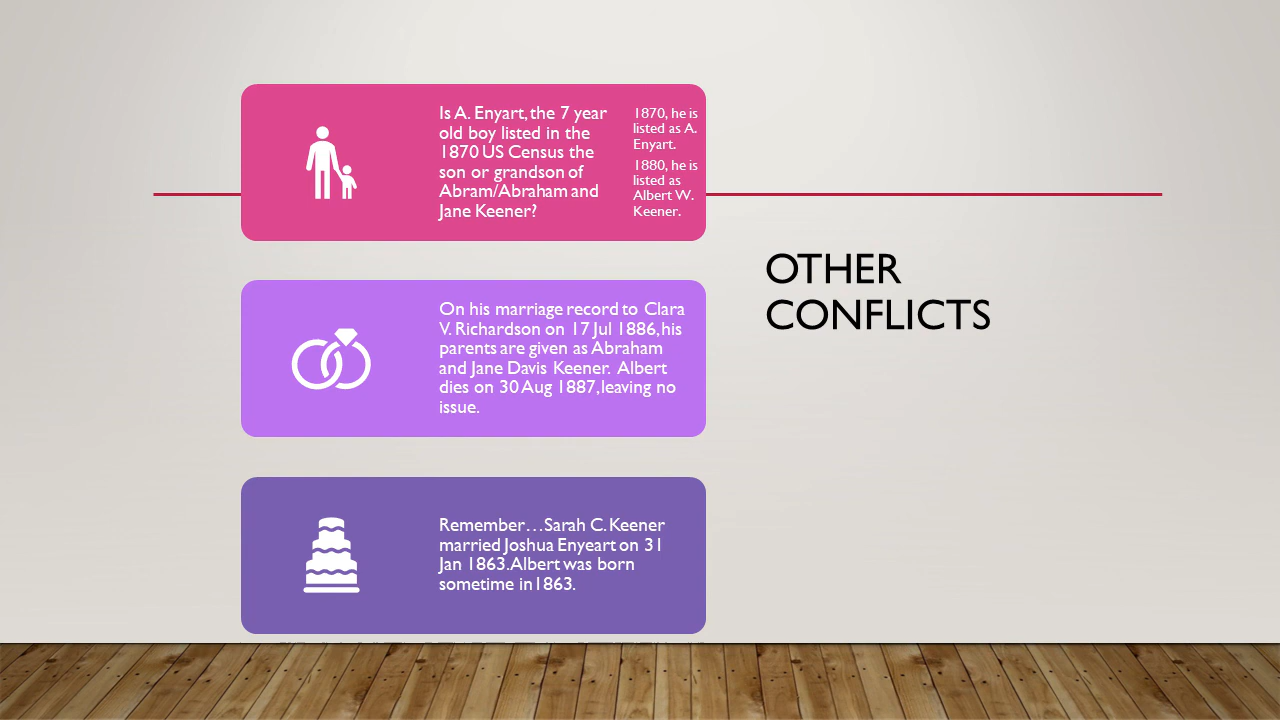 Is A. Enyart, the 7 year
old boy listed in the
1870 US Census the
son or grandson of
Abram/Abraham and
Jane Keener?
1870, he is
listed as A.
Enyart.
1880, he is
listed as
Albert W.
Keener.
OTHER
CONFLICTS
On his marriage record to Clara
V. Richardson on 17 Jul 1886, his
parents are given as Abraham
and Jane Davis Keener. Albert
dies on 30 Aug 1887, leaving no
issue.
Remember…Sarah C. Keener
married Joshua Enyeart on 31
Jan 1863. Albert was born
sometime in1863.